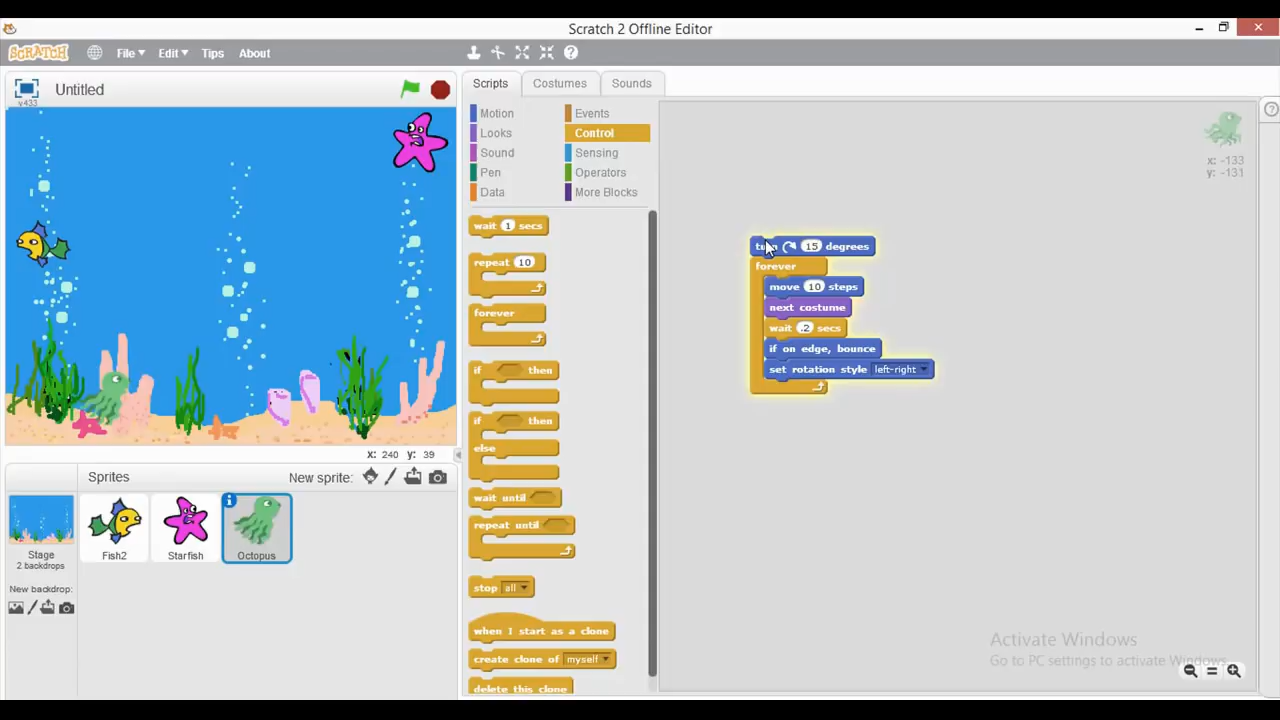 Scratch 2 Offline Editor
SCRATCH File Edit Tips About
v433 Untitled
Scripts Costumes Sounds
Motion Events
Looks Control
Sound Sensing
Pen Operators
Data More Blocks
wait 1 secs
repeat 10
forever
if then
if then
else
wait until
repeat until
stop all
when I start as a clone
create clone of myself
delete this clone
turn 15 degrees
forever
move 10 steps
next costume
wait .2 secs
if on edge, bounce
set rotation style left-right
x: -133
y: -131
x: 240 y: 39
Sprites New sprite:
Stage
2 backdrops
New backdrop:
Fish2
Starfish
Octopus
Activate Windows
Go to PC settings to activate Windows.